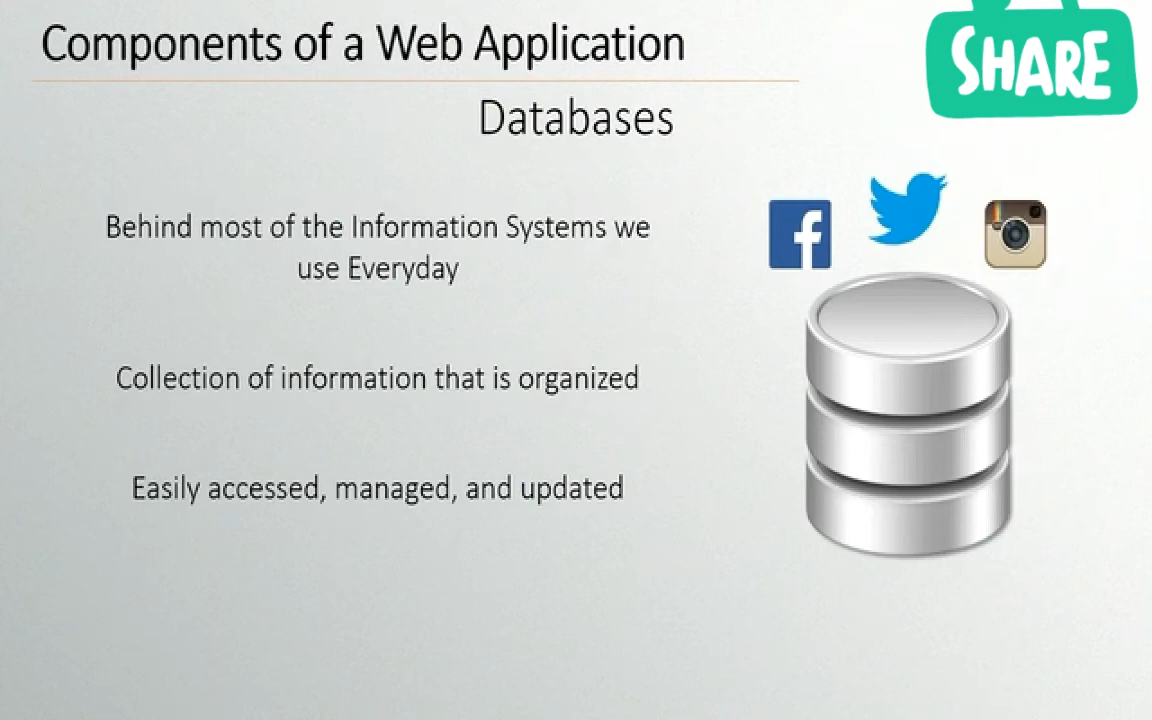 Components of a Web Application
SHARE
Databases
Behind most of the Information Systems we
use Everyday
Collection of information that is organized
Easily accessed, managed, and updated